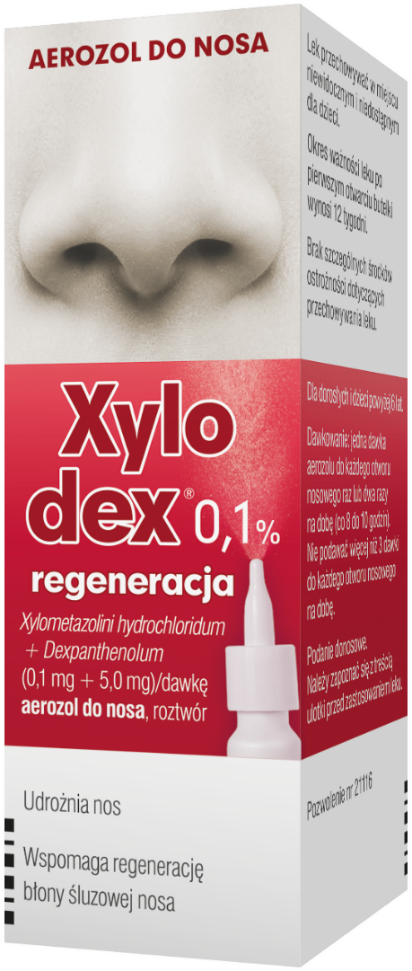 AEROZOL DO NOSA
Xylo
dex® 0,1%
regeneracja
Xylometazolini hydrochloridum
+ Dexpanthenolum
(0,1 mg + 5,0 mg)/dawkę
aerozol do nosa, roztwór
Udrożnia nos
Wspomaga regenerację
błony śluzowej nosa
Lek przechowywać w miejscu
niewidocznym i niedostępnym
dla dzieci.
Okres ważności leku po
pierwszym otwarciu butelki
wynosi 12 tygodni.
Brak szczególnych środków
ostrożności dotyczących
przechowywania leku.
Dla dorosłych i dzieci powyżej 6 lat.
Dawkowanie: jedna dawka
aerozolu do każdego otworu
nosowego raz lub dwa razy
na dobę (co 8 do 10 godzin).
Nie podawać więcej niż 3 dawki
do każdego otworu nosowego
na dobę.
Podanie donosowe.
Należy zapoznać się z treścią
ulotki przed zastosowaniem leku.
Pozwolenie nr 21116